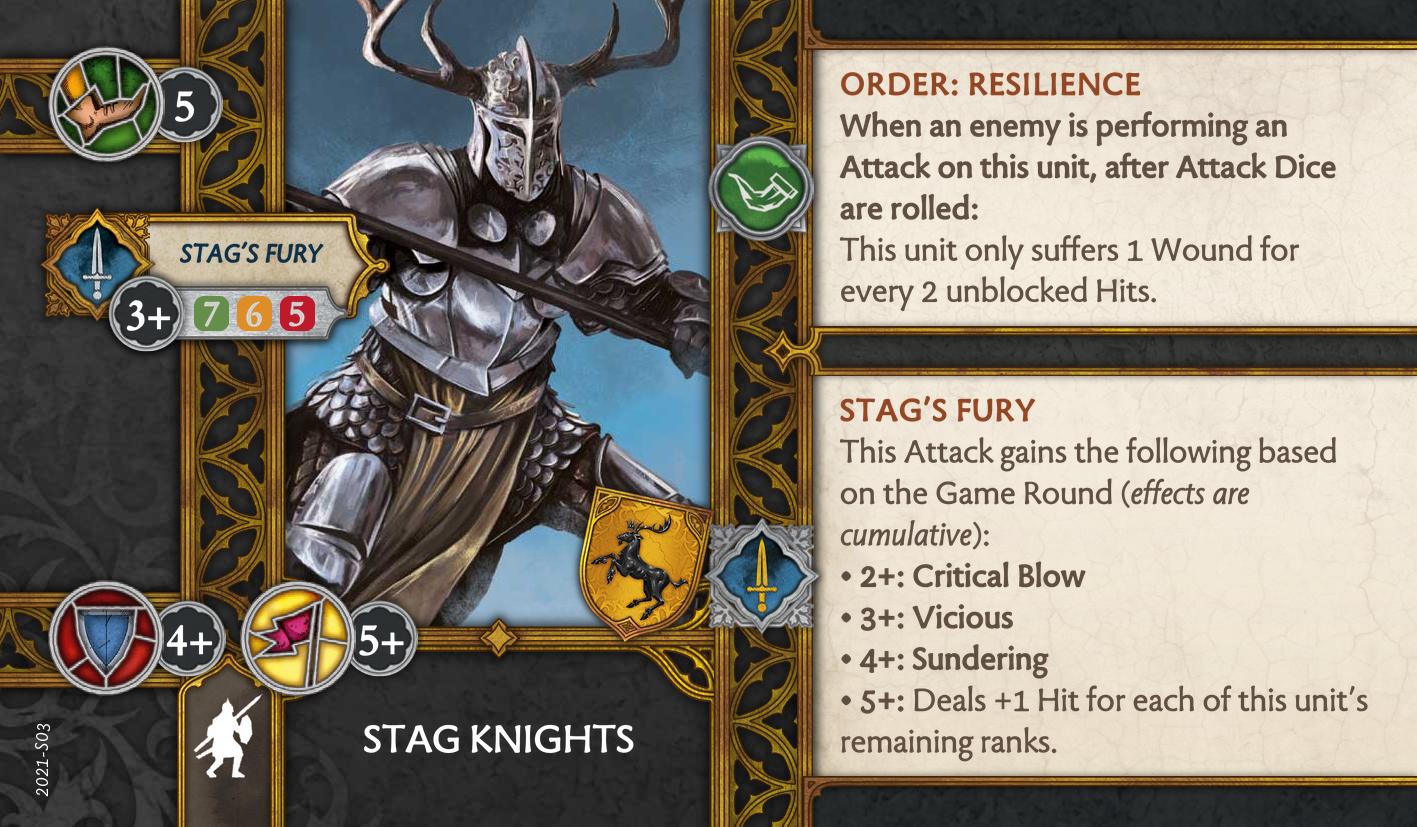 5
STAG'S FURY
3+ 7 6 5
4+ 5+
STAG KNIGHTS
2021-S03
ORDER: RESILIENCE
When an enemy is performing an
Attack on this unit, after Attack Dice
are rolled:
This unit only suffers 1 Wound for
every 2 unblocked Hits.
STAG'S FURY
This Attack gains the following based
on the Game Round (effects are
cumulative):
• 2+: Critical Blow
• 3+: Vicious
• 4+: Sundering
• 5+: Deals +1 Hit for each of this unit's
remaining ranks.